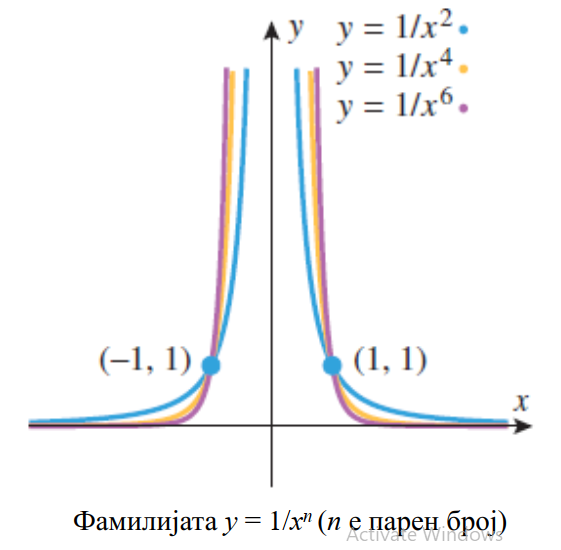 y
y = 1/x²
y = 1/x⁴
y = 1/x⁶
(−1, 1)
(1, 1)
x
Фамилијата y = 1/xⁿ (n е парен број)
Activate Windows